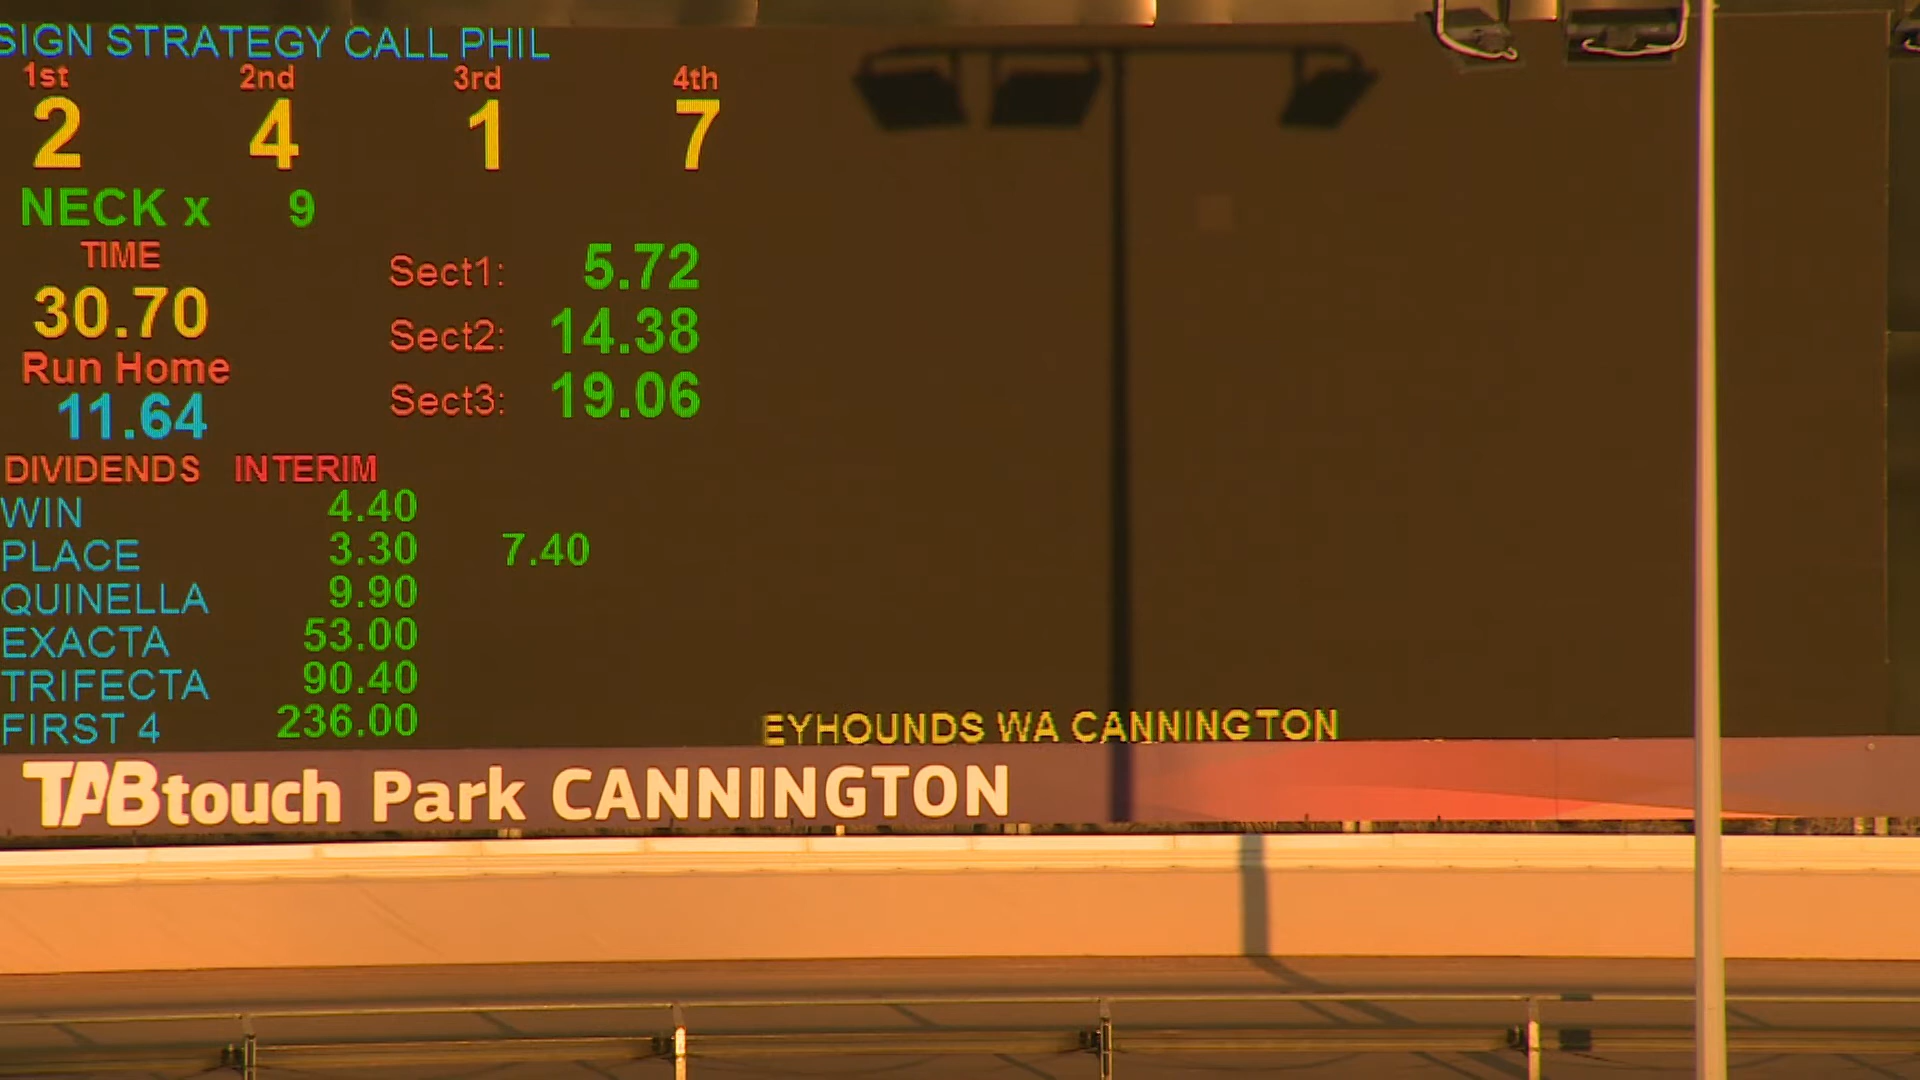 SIGN STRATEGY CALL PHIL
1st 2nd 3rd 4th
2 4 1 7
NECK x 9
TIME
30.70
Run Home
11.64
Sect1: 5.72
Sect2: 14.38
Sect3: 19.06
DIVIDENDS INTERIM
WIN 4.40
PLACE 3.30 7.40
QUINELLA 9.90
EXACTA 53.00
TRIFECTA 90.40
FIRST 4 236.00
EYHOUNDS WA CANNINGTON
TABtouch Park CANNINGTON